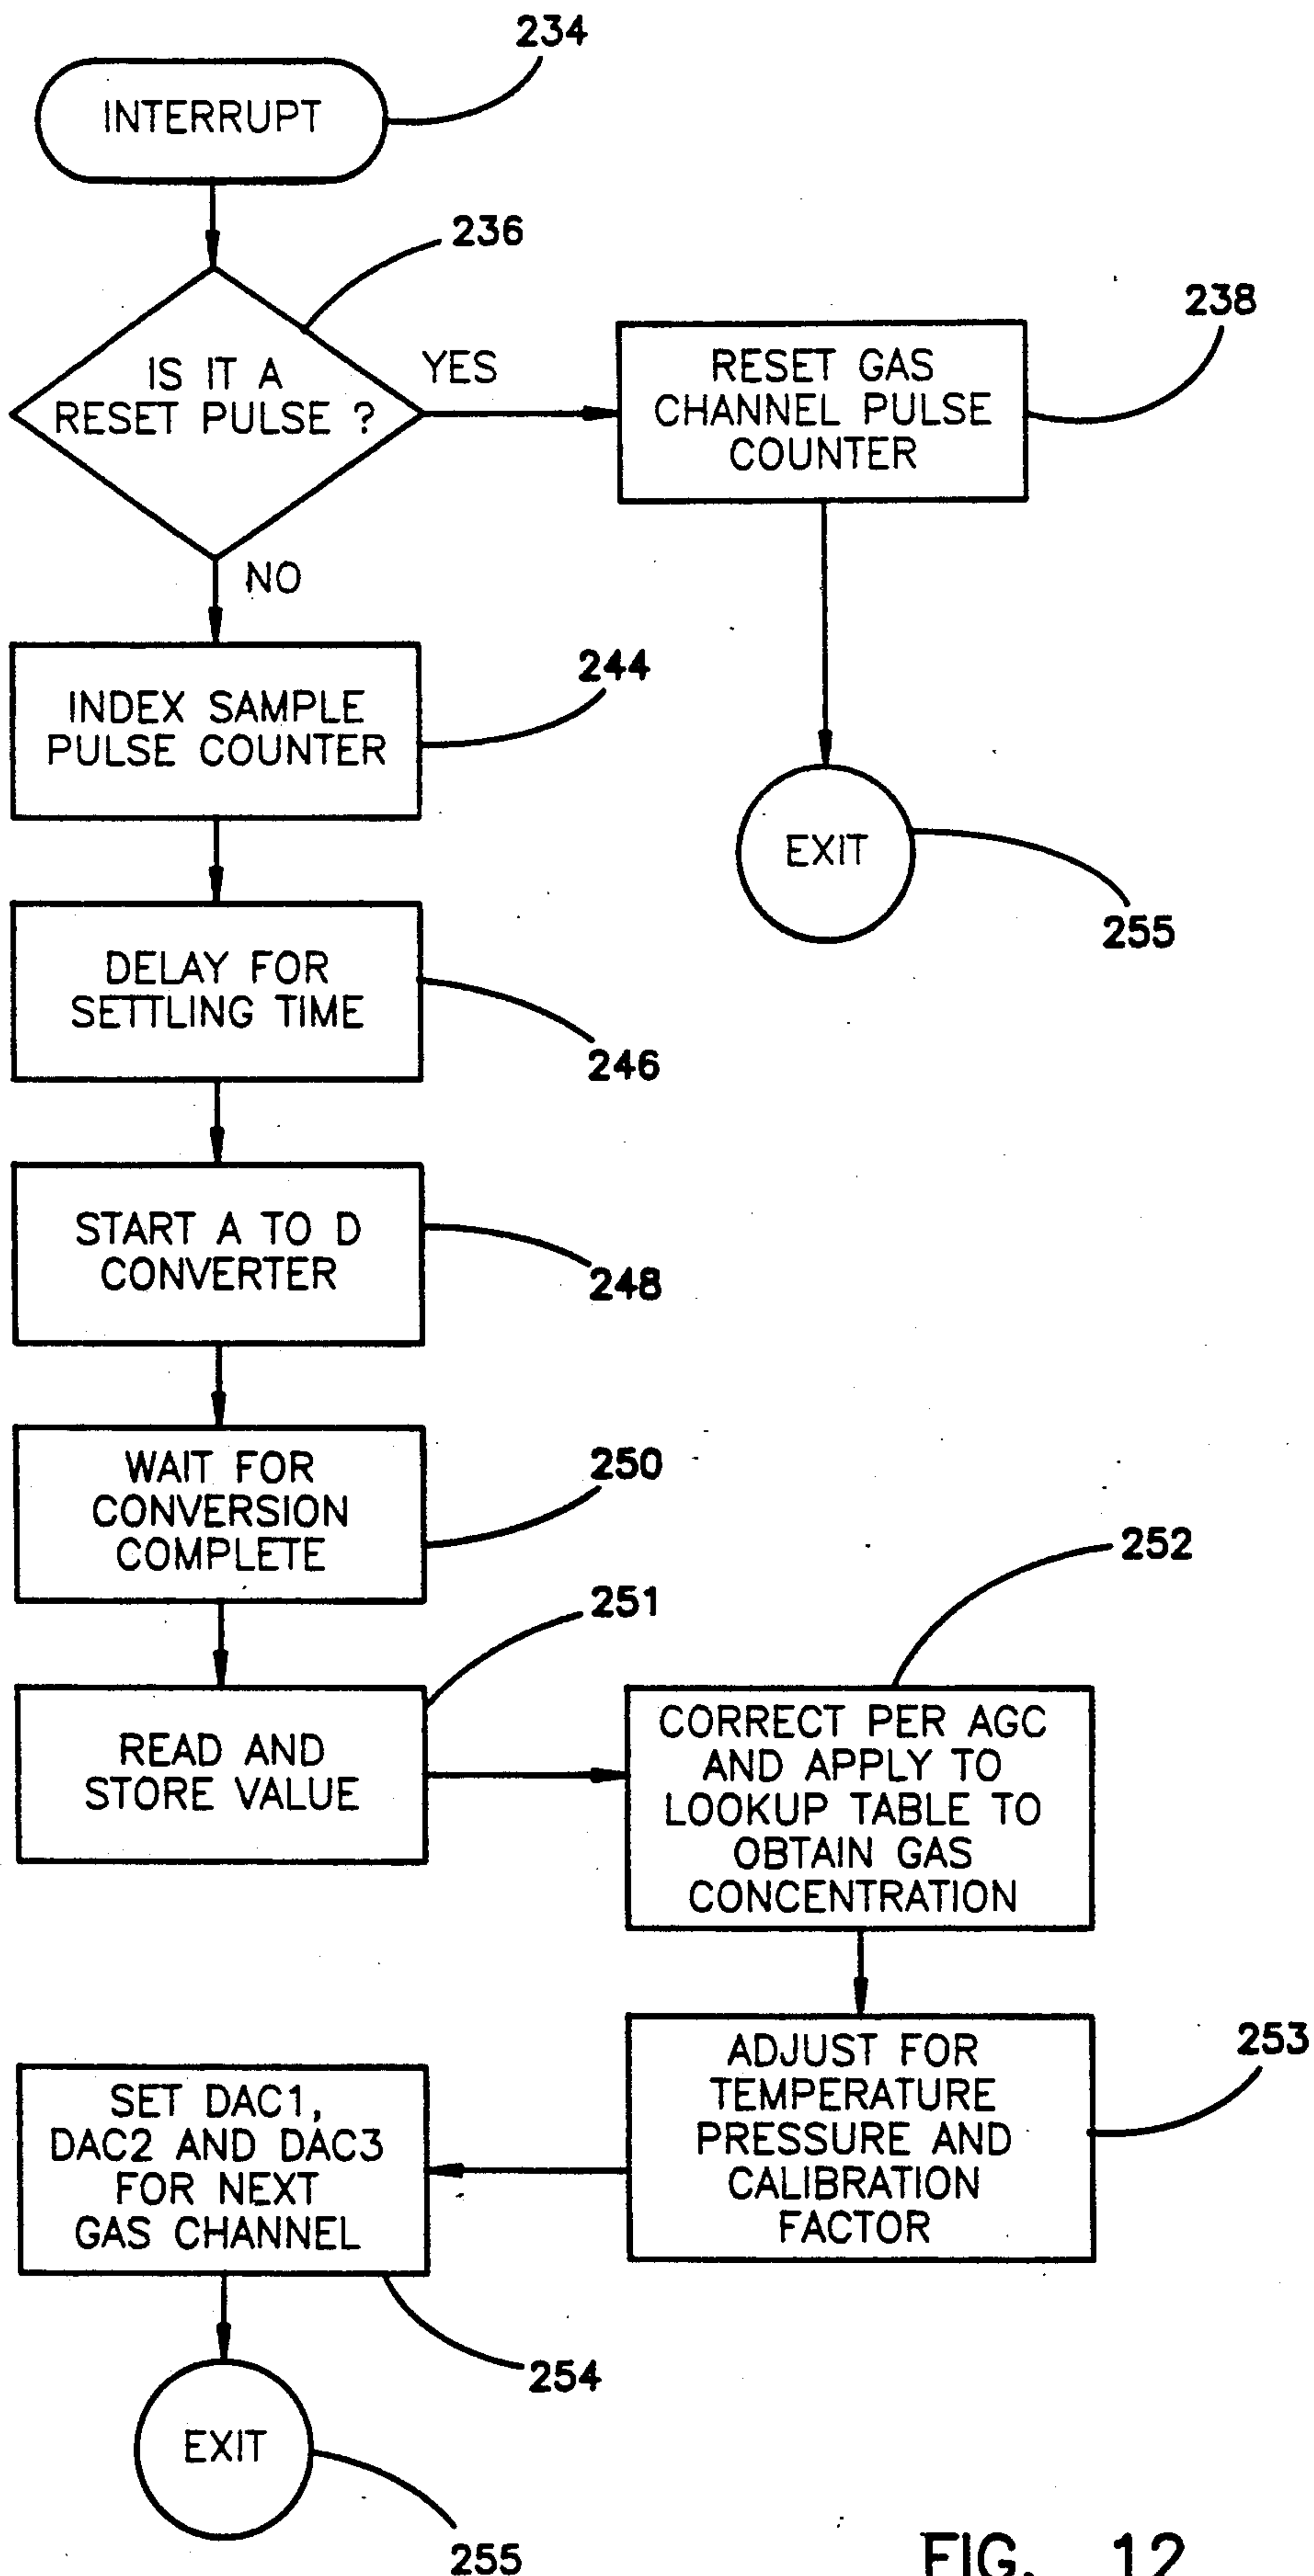 234
INTERRUPT
236
IS IT A
RESET PULSE ?
YES
238
RESET GAS
CHANNEL PULSE
COUNTER
NO
244
INDEX SAMPLE
PULSE COUNTER
EXIT
255
DELAY FOR
SETTLING TIME
246
START A TO D
CONVERTER
248
WAIT FOR
CONVERSION
COMPLETE
250
251
READ AND
STORE VALUE
252
CORRECT PER AGC
AND APPLY TO
LOOKUP TABLE TO
OBTAIN GAS
CONCENTRATION
253
ADJUST FOR
TEMPERATURE
PRESSURE AND
CALIBRATION
FACTOR
SET DAC1,
DAC2 AND DAC3
FOR NEXT
GAS CHANNEL
254
EXIT
255
FIG. 12